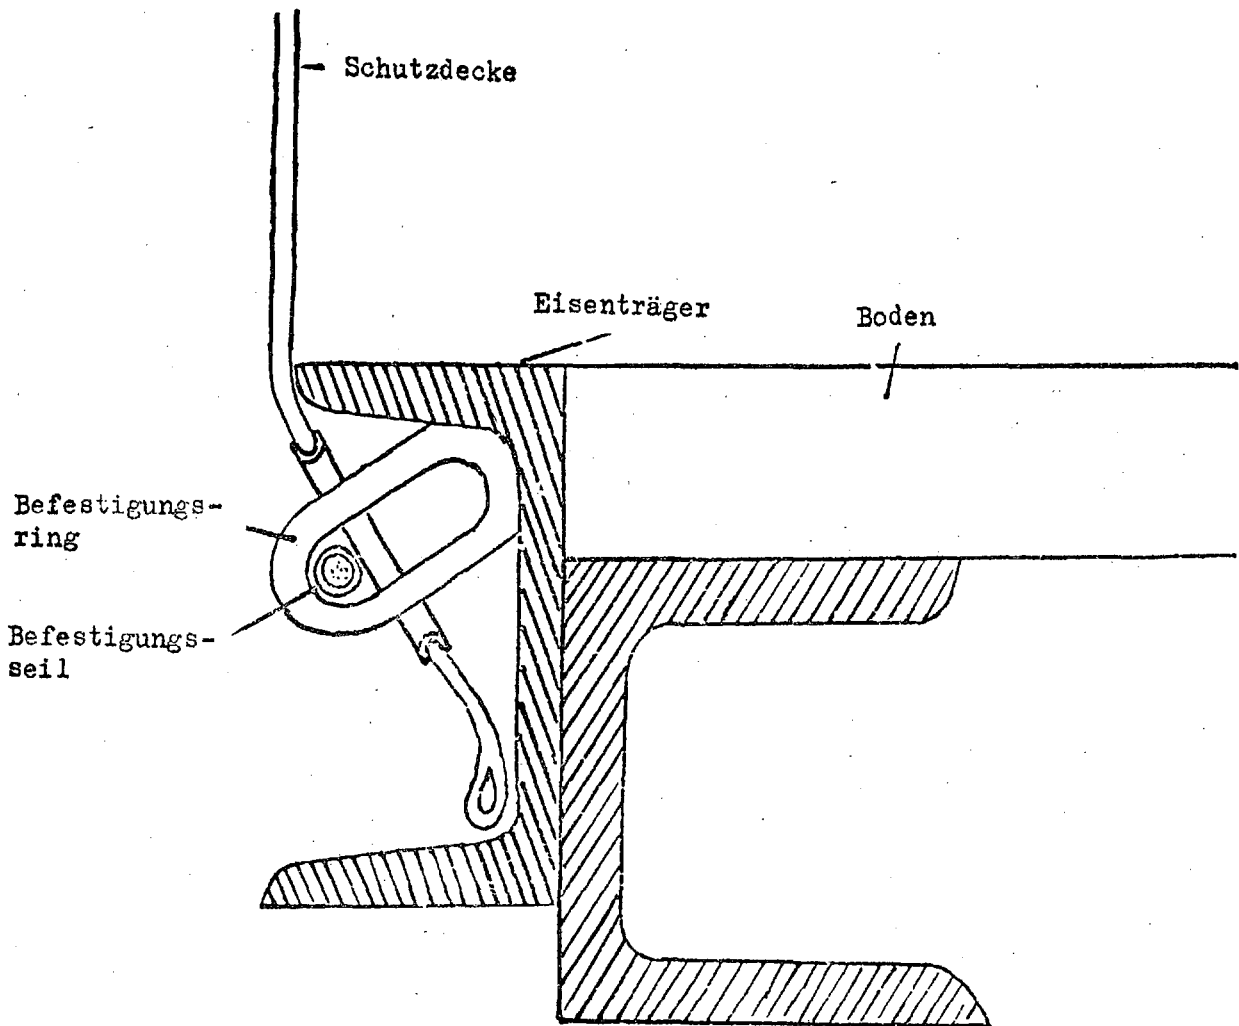 Schutzdecke
Eisenträger
Boden
Befestigungs-
ring
Befestigungs-
seil